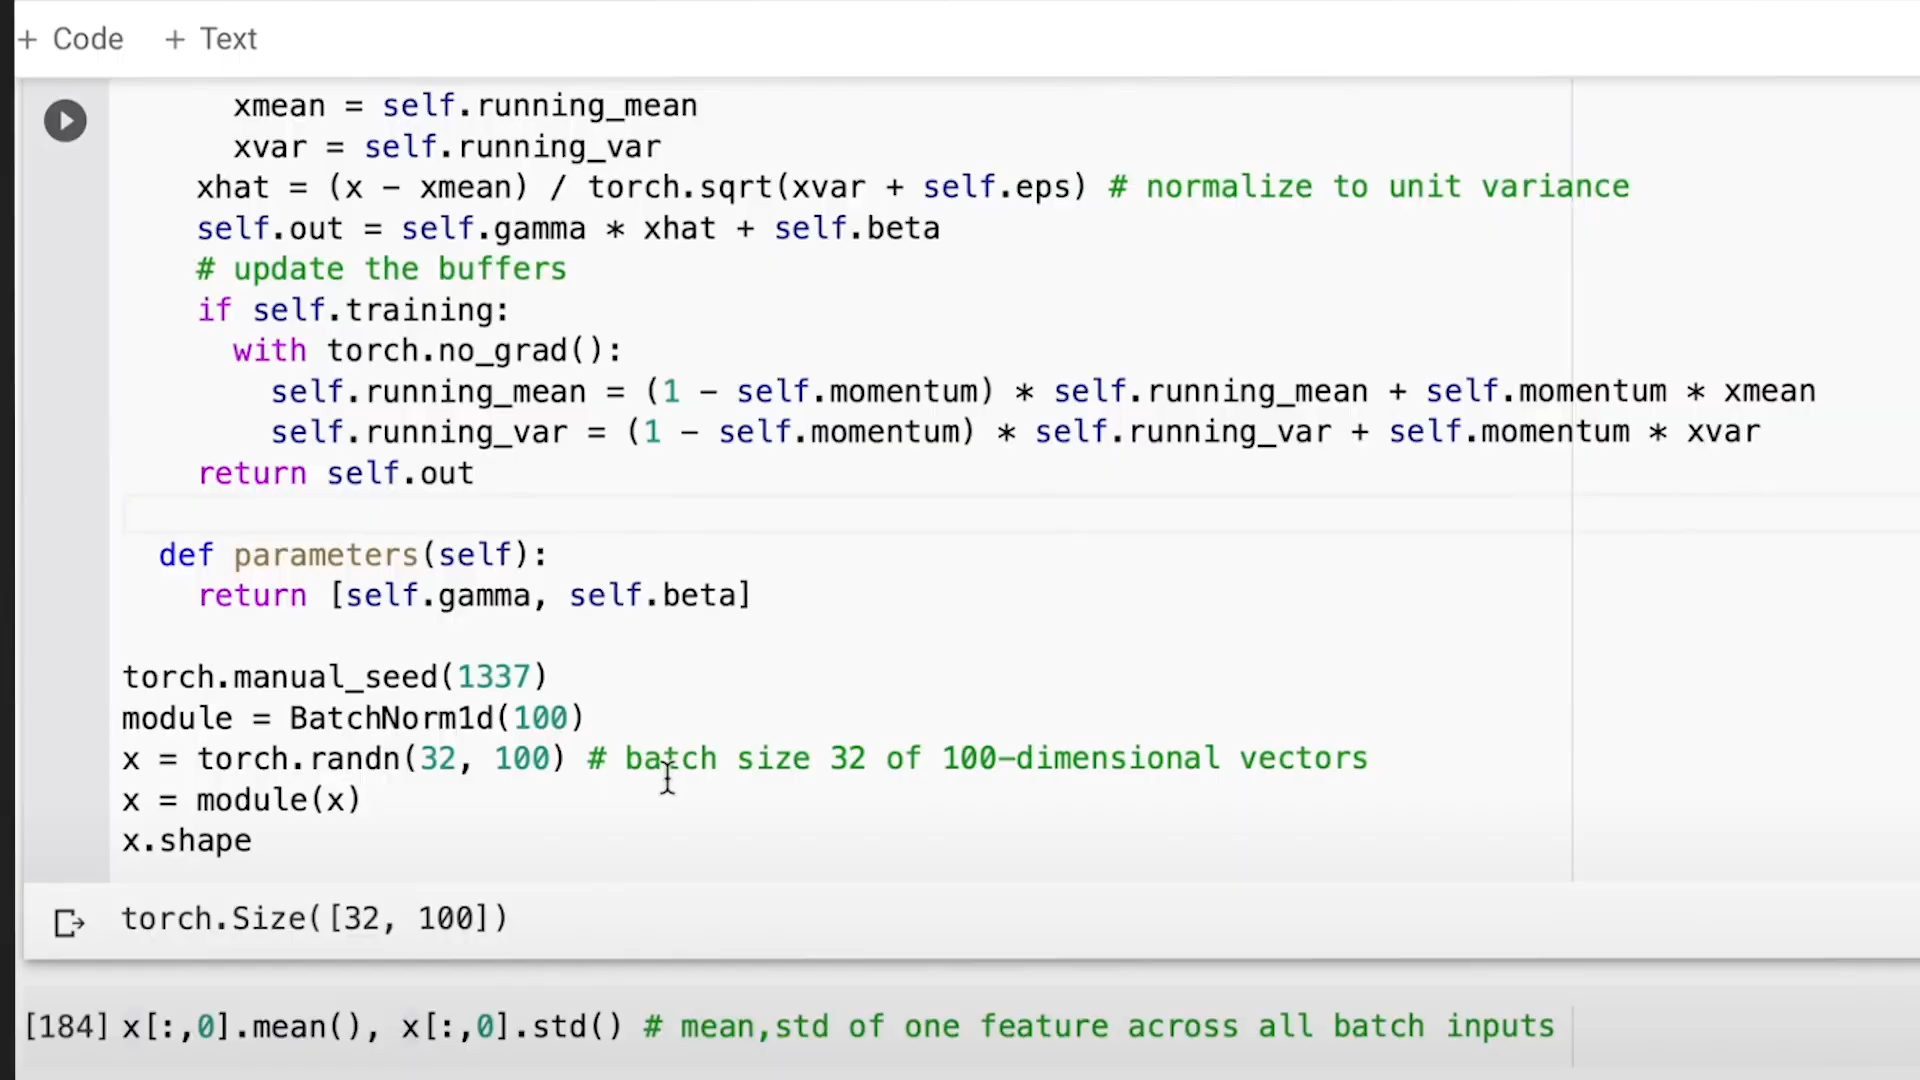 + Code + Text
xmean = self.running_mean
xvar = self.running_var
xhat = (x - xmean) / torch.sqrt(xvar + self.eps) # normalize to unit variance
self.out = self.gamma * xhat + self.beta
# update the buffers
if self.training:
with torch.no_grad():
self.running_mean = (1 - self.momentum) * self.running_mean + self.momentum * xmean
self.running_var = (1 - self.momentum) * self.running_var + self.momentum * xvar
return self.out
def parameters(self):
return [self.gamma, self.beta]
torch.manual_seed(1337)
module = BatchNorm1d(100)
x = torch.randn(32, 100) # batch size 32 of 100-dimensional vectors
x = module(x)
x.shape
torch.Size([32, 100])
[184] x[:,0].mean(), x[:,0].std() # mean,std of one feature across all batch inputs